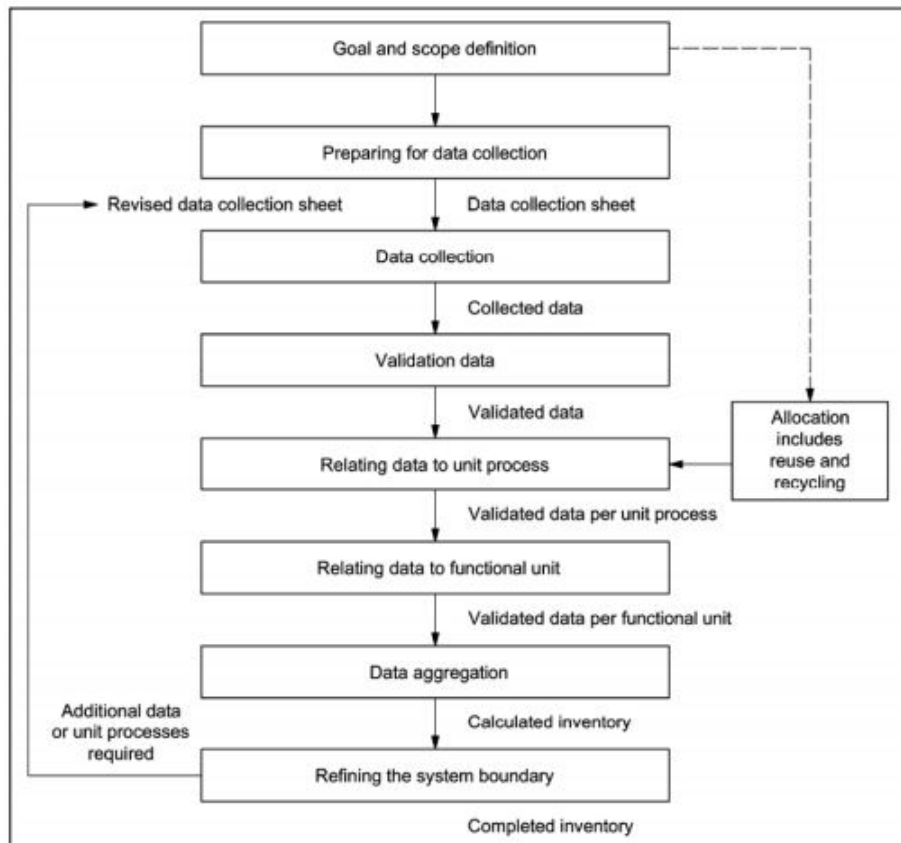 Goal and scope definition
Preparing for data collection
Revised data collection sheet
Data collection sheet
Data collection
Collected data
Validation data
Validated data
Allocation
includes
reuse and
recycling
Relating data to unit process
Validated data per unit process
Relating data to functional unit
Validated data per functional unit
Data aggregation
Additional data
or unit processes
required
Calculated inventory
Refining the system boundary
Completed inventory